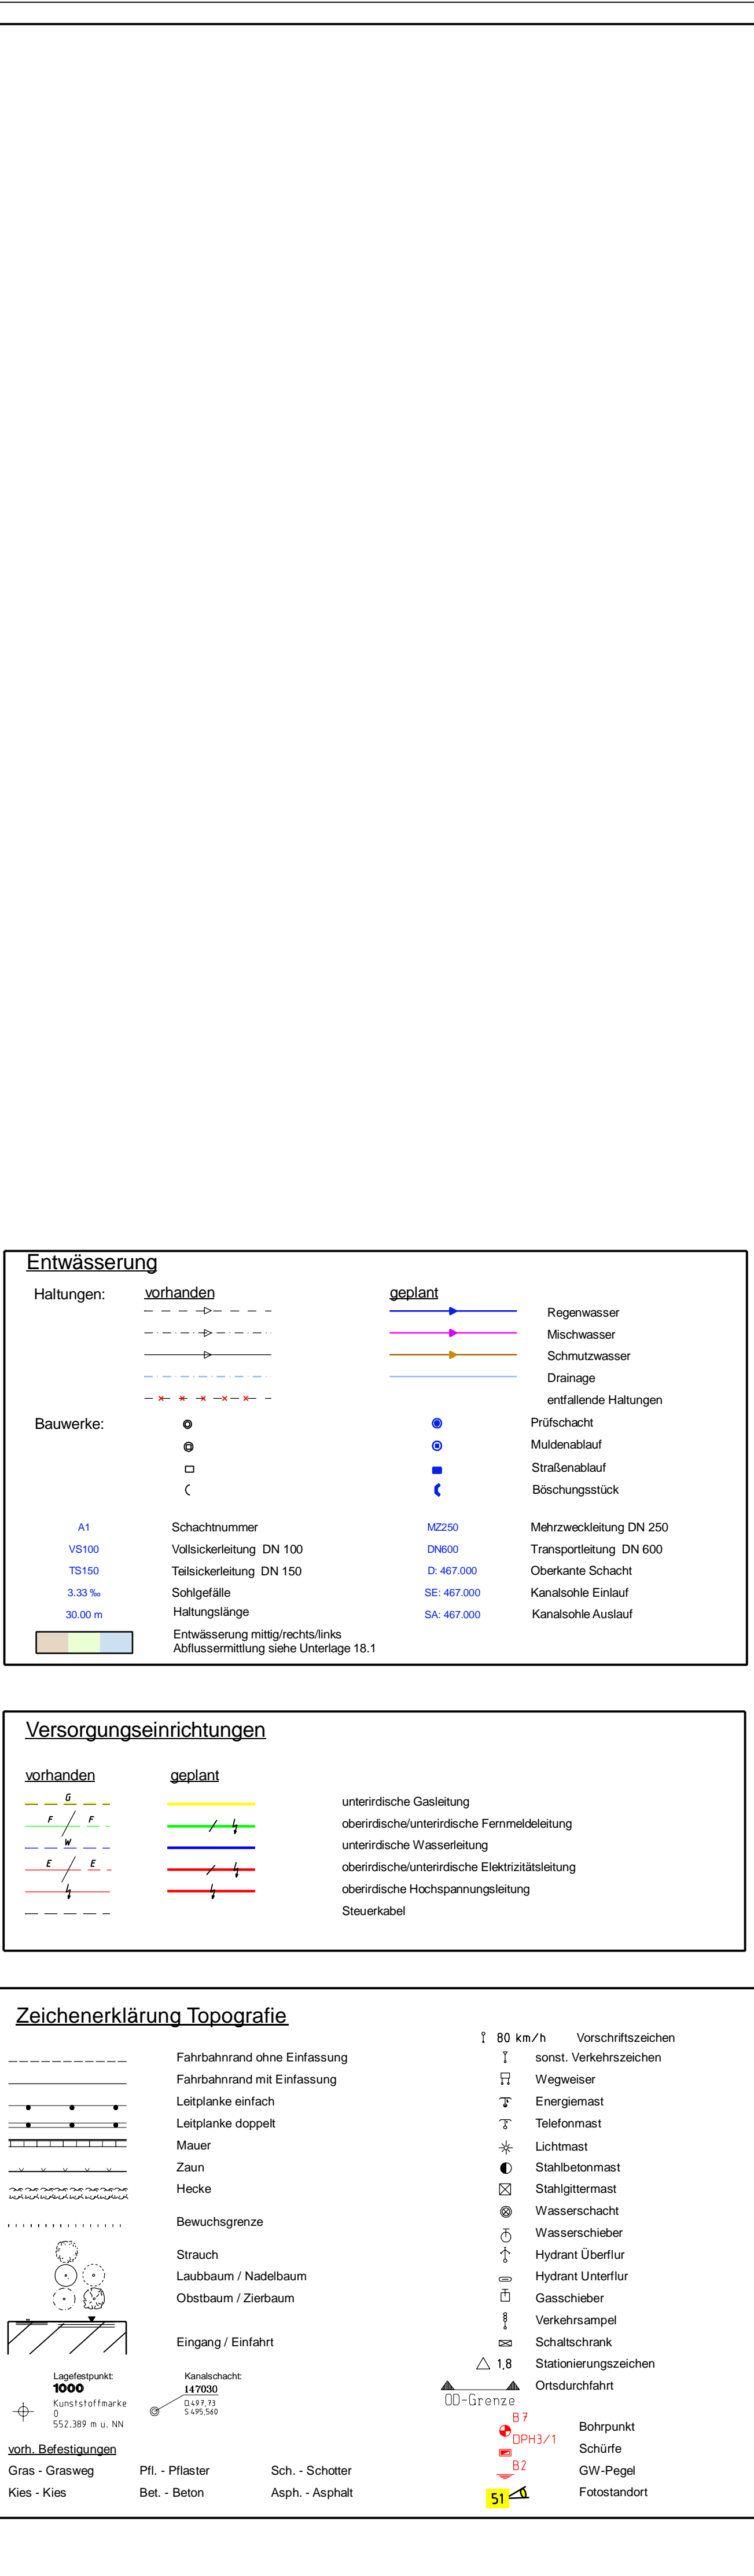 Entwässerung
Haltungen: vorhanden geplant
Regenwasser
Mischwasser
Schmutzwasser
Drainage
entfallende Haltungen
Bauwerke: Prüfschacht
Muldenablauf
Straßenablauf
Böschungsstück
A1 Schachtnummer MZ250 Mehrzweckleitung DN 250
VS100 Vollsickerleitung DN 100 DN600 Transportleitung DN 600
TS150 Teilsickerleitung DN 150 D: 467.000 Oberkante Schacht
3.33 ‰ Sohlgefälle SE: 467.000 Kanalsohle Einlauf
30.00 m Haltungslänge SA: 467.000 Kanalsohle Auslauf
Entwässerung mittig/rechts/links
Abflussermittlung siehe Unterlage 18.1
Versorgungseinrichtungen
vorhanden geplant
G unterirdische Gasleitung
F F oberirdische/unterirdische Fernmeldeleitung
W unterirdische Wasserleitung
E E oberirdische/unterirdische Elektrizitätsleitung
oberirdische Hochspannungsleitung
Steuerkabel
Zeichenerklärung Topografie
80 km/h Vorschriftszeichen
Fahrbahnrand ohne Einfassung sonst. Verkehrszeichen
Fahrbahnrand mit Einfassung Wegweiser
Leitplanke einfach Energiemast
Leitplanke doppelt Telefonmast
Mauer Lichtmast
Zaun Stahlbetonmast
Hecke Stahlgittermast
Wasserschacht
Bewuchsgrenze Wasserschieber
Strauch Hydrant Überflur
Laubbaum / Nadelbaum Hydrant Unterflur
Obstbaum / Zierbaum Gasschieber
Verkehrsampel
Eingang / Einfahrt Schaltschrank
1,8 Stationierungszeichen
Lagefestpunkt: Kanalschacht: Ortsdurchfahrt
1000 147030 OD-Grenze
Kunststoffmarke D.497,73
0 S.495,560
552,389 m ü. NN
B7 Bohrpunkt
DPH3/1 Schürfe
B2 GW-Pegel
51 Fotostandort
vorh. Befestigungen
Gras - Grasweg Pfl. - Pflaster Sch. - Schotter
Kies - Kies Bet. - Beton Asph. - Asphalt